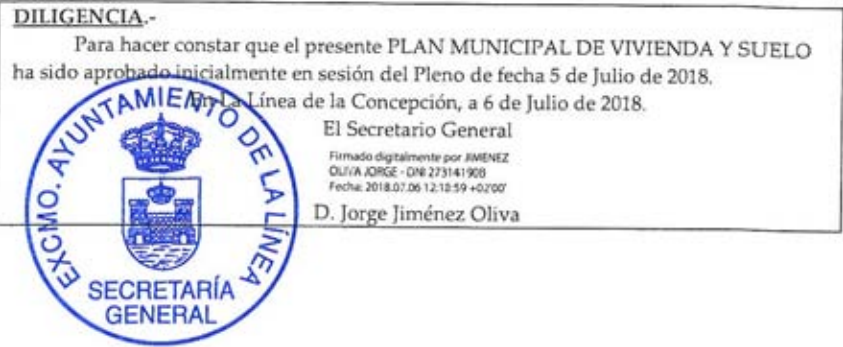 DILIGENCIA.-
Para hacer constar que el presente PLAN MUNICIPAL DE VIVIENDA Y SUELO
ha sido aprobado inicialmente en sesión del Pleno de fecha 5 de Julio de 2018.
En La Línea de la Concepción, a 6 de Julio de 2018.
El Secretario General
Firmado digitalmente por JIMENEZ
OLIVA JORGE - DNI 27314190B
Fecha: 2018.07.06 12:18:59 +02'00'
D. Jorge Jiménez Oliva
EXCMO. AYUNTAMIENTO DE LA LÍNEA
SECRETARÍA
GENERAL